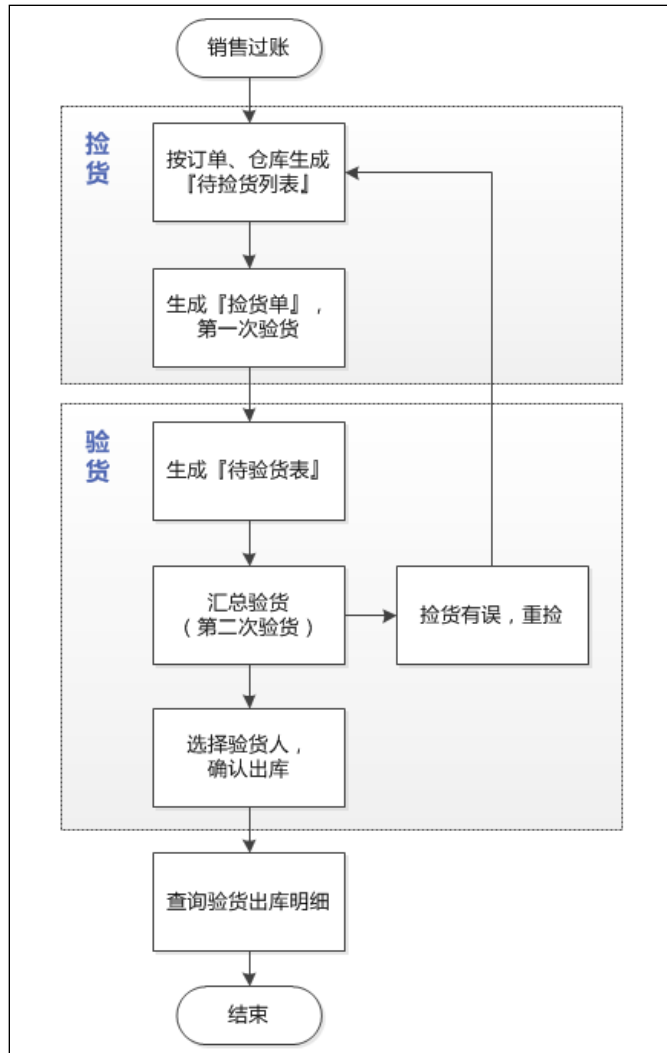 销售过账
捡
货
按订单、仓库生成
『待捡货列表』
生成『捡货单』，
第一次验货
验
货
生成『待验货表』
汇总验货
（第二次验货）
捡货有误，重捡
选择验货人，
确认出库
查询验货出库明细
结束